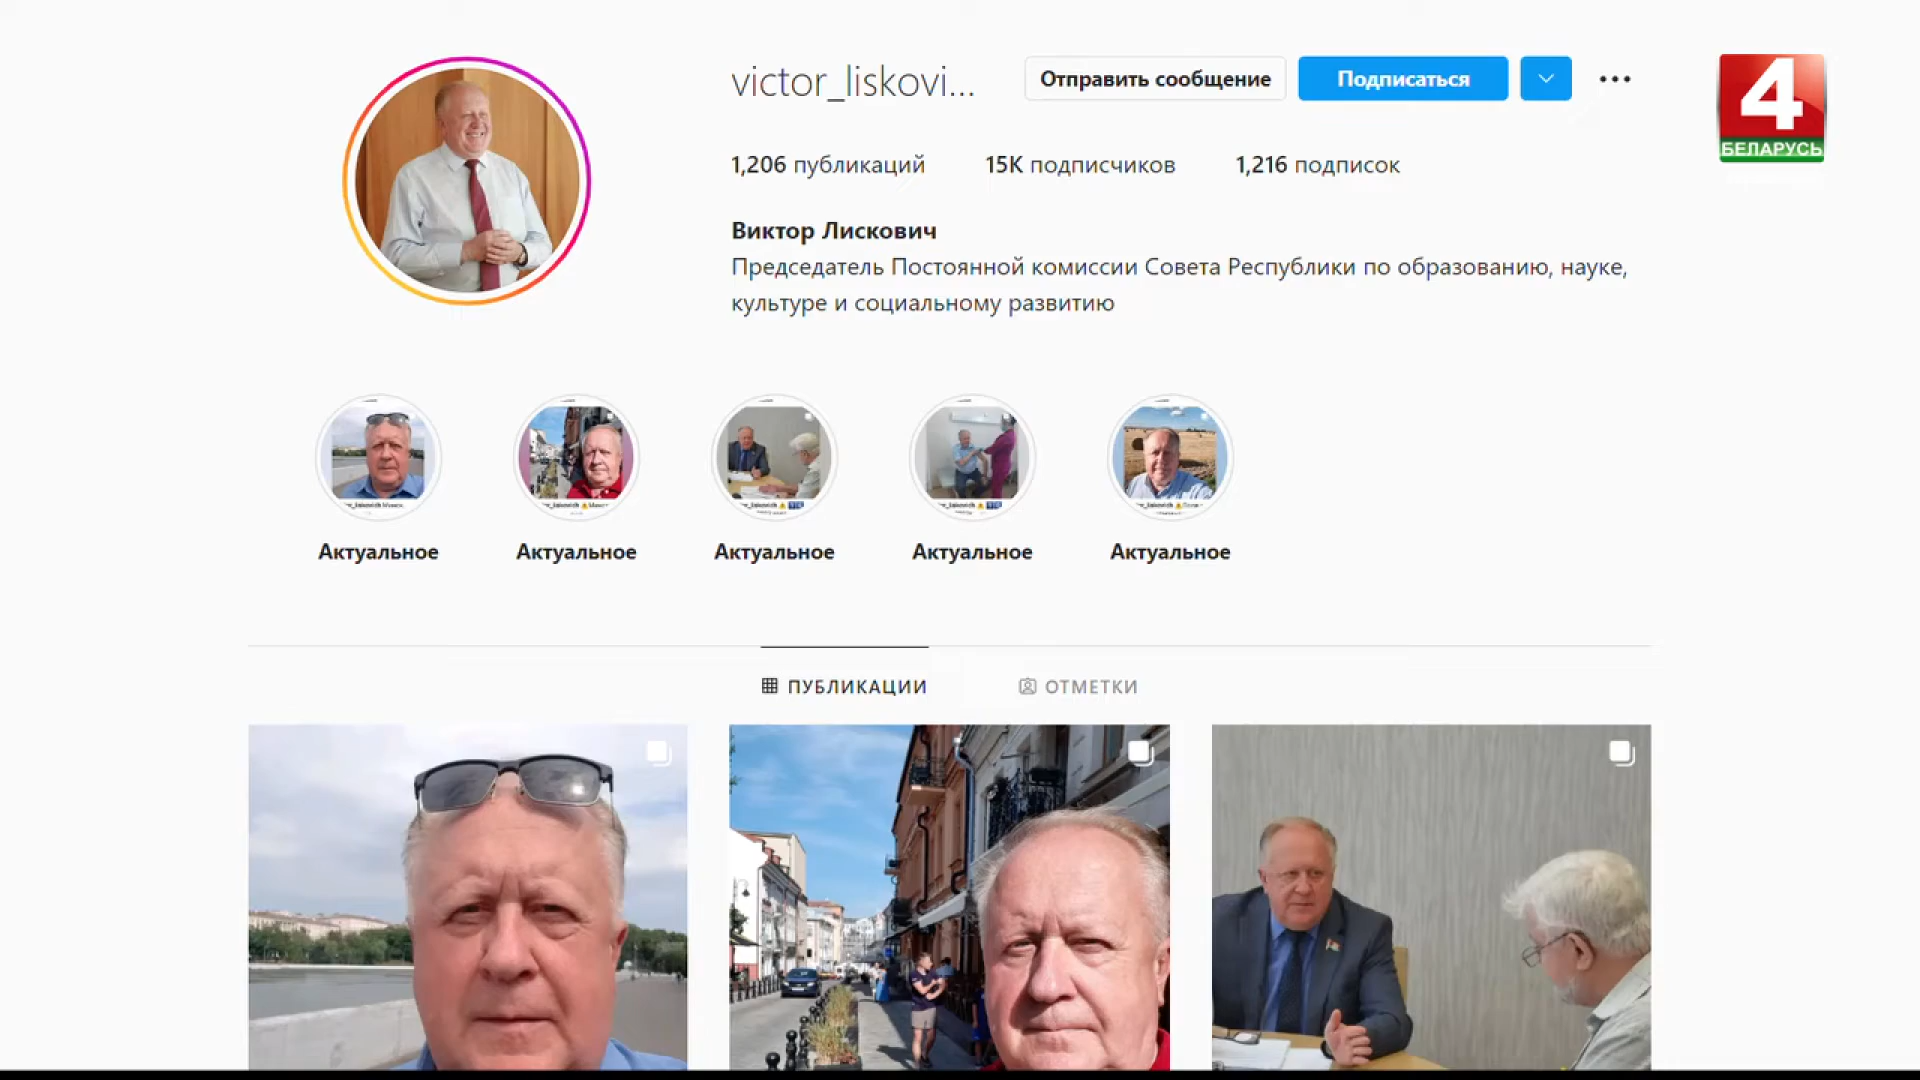 victor_liskovi...
Отправить сообщение
Подписаться
4
БЕЛАРУСЬ
1,206 публикаций
15K подписчиков
1,216 подписок
Виктор Лискович
Председатель Постоянной комиссии Совета Республики по образованию, науке,
культуре и социальному развитию
Актуальное
Актуальное
Актуальное
Актуальное
Актуальное
ПУБЛИКАЦИИ
ОТМЕТКИ